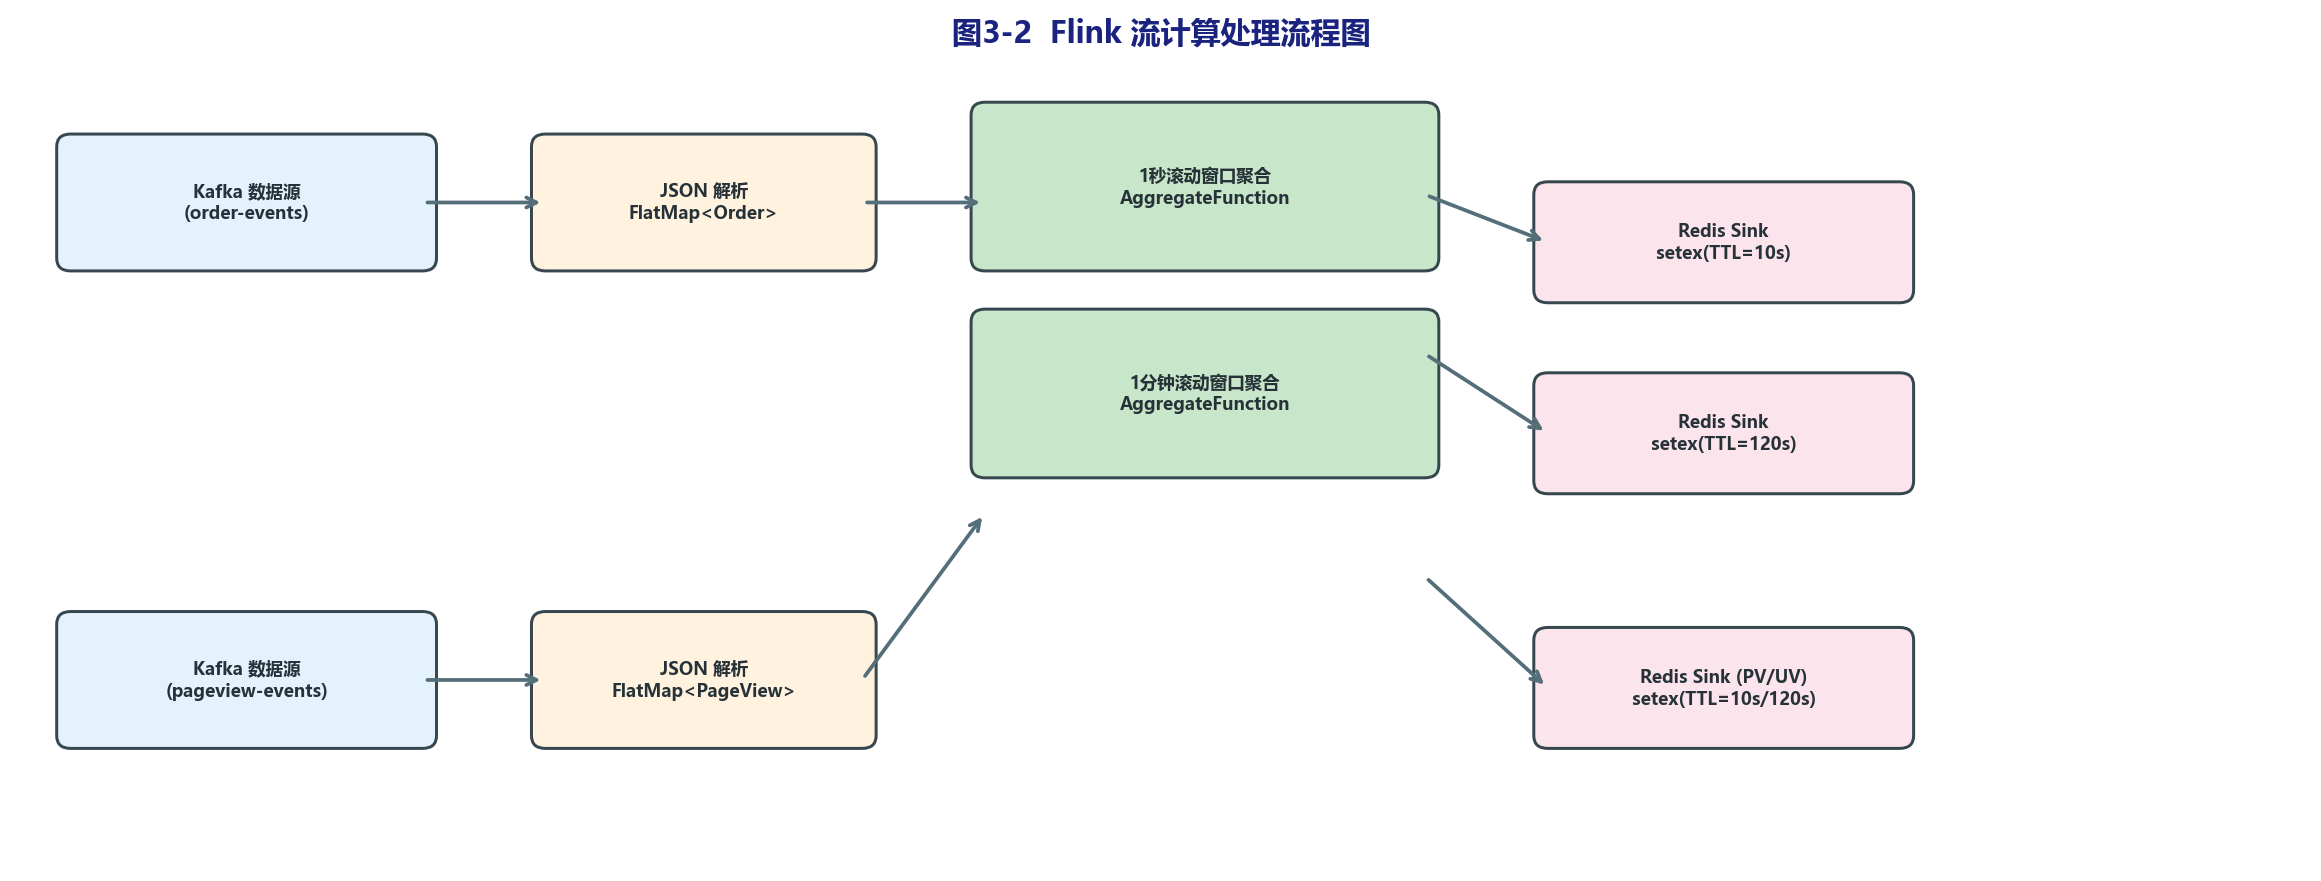 图3-2  Flink 流计算处理流程图
Kafka 数据源
(order-events)
JSON 解析
FlatMap<Order>
1秒滚动窗口聚合
AggregateFunction
Redis Sink
setex(TTL=10s)
1分钟滚动窗口聚合
AggregateFunction
Redis Sink
setex(TTL=120s)
Kafka 数据源
(pageview-events)
JSON 解析
FlatMap<PageView>
Redis Sink (PV/UV)
setex(TTL=10s/120s)